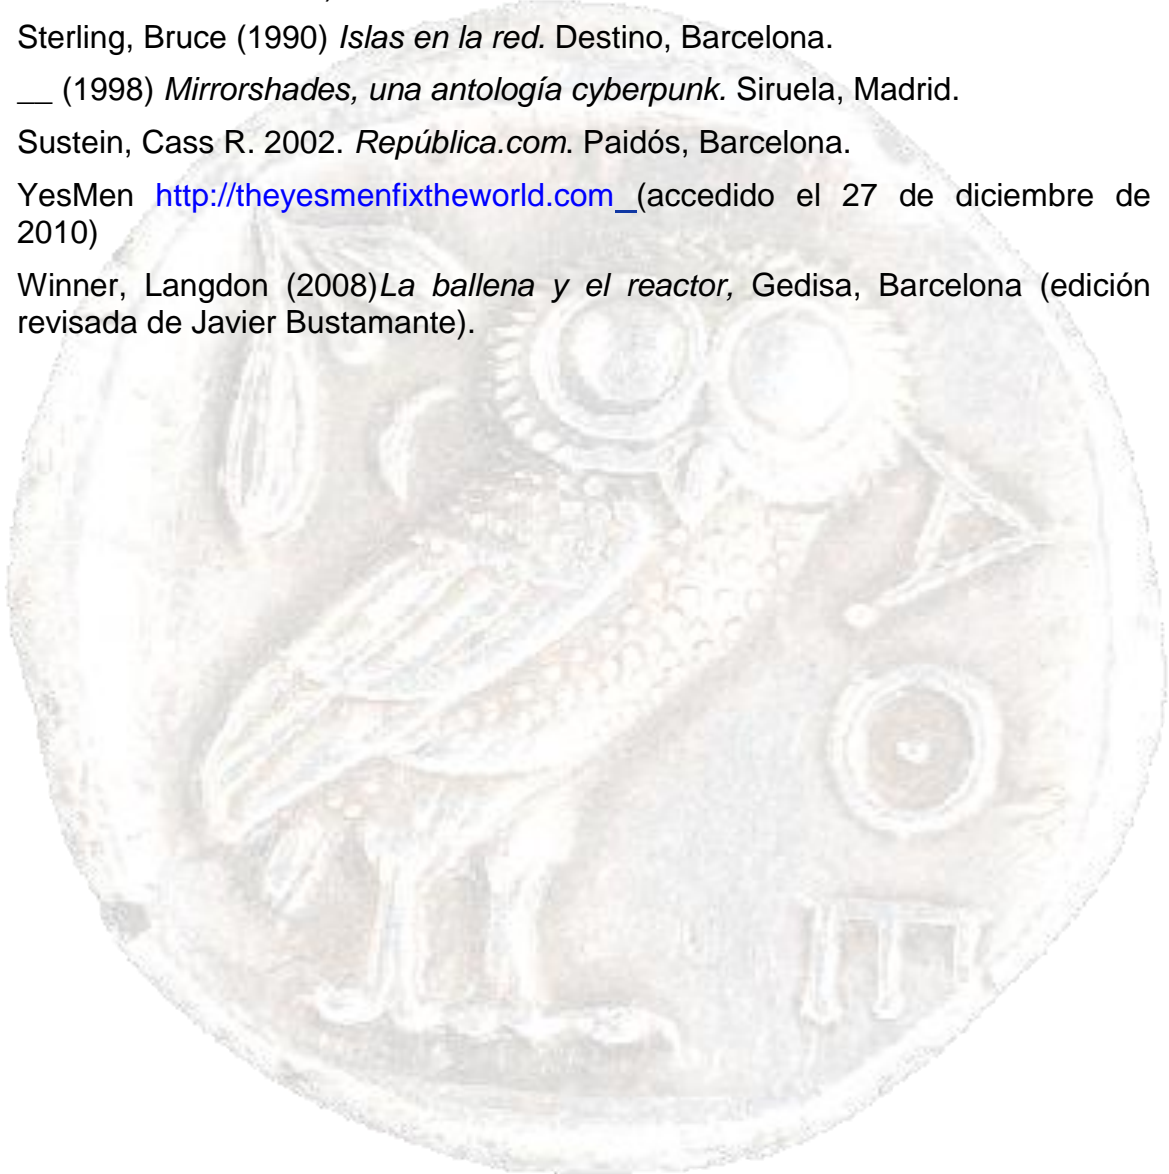 Sterling, Bruce (1990) Islas en la red. Destino, Barcelona.
__ (1998) Mirrorshades, una antología cyberpunk. Siruela, Madrid.
Sustein, Cass R. 2002. República.com. Paidós, Barcelona.
YesMen http://theyesmenfixtheworld.com_(accedido el 27 de diciembre de
2010)
Winner, Langdon (2008)La ballena y el reactor, Gedisa, Barcelona (edición
revisada de Javier Bustamante).
ΑΘΕ